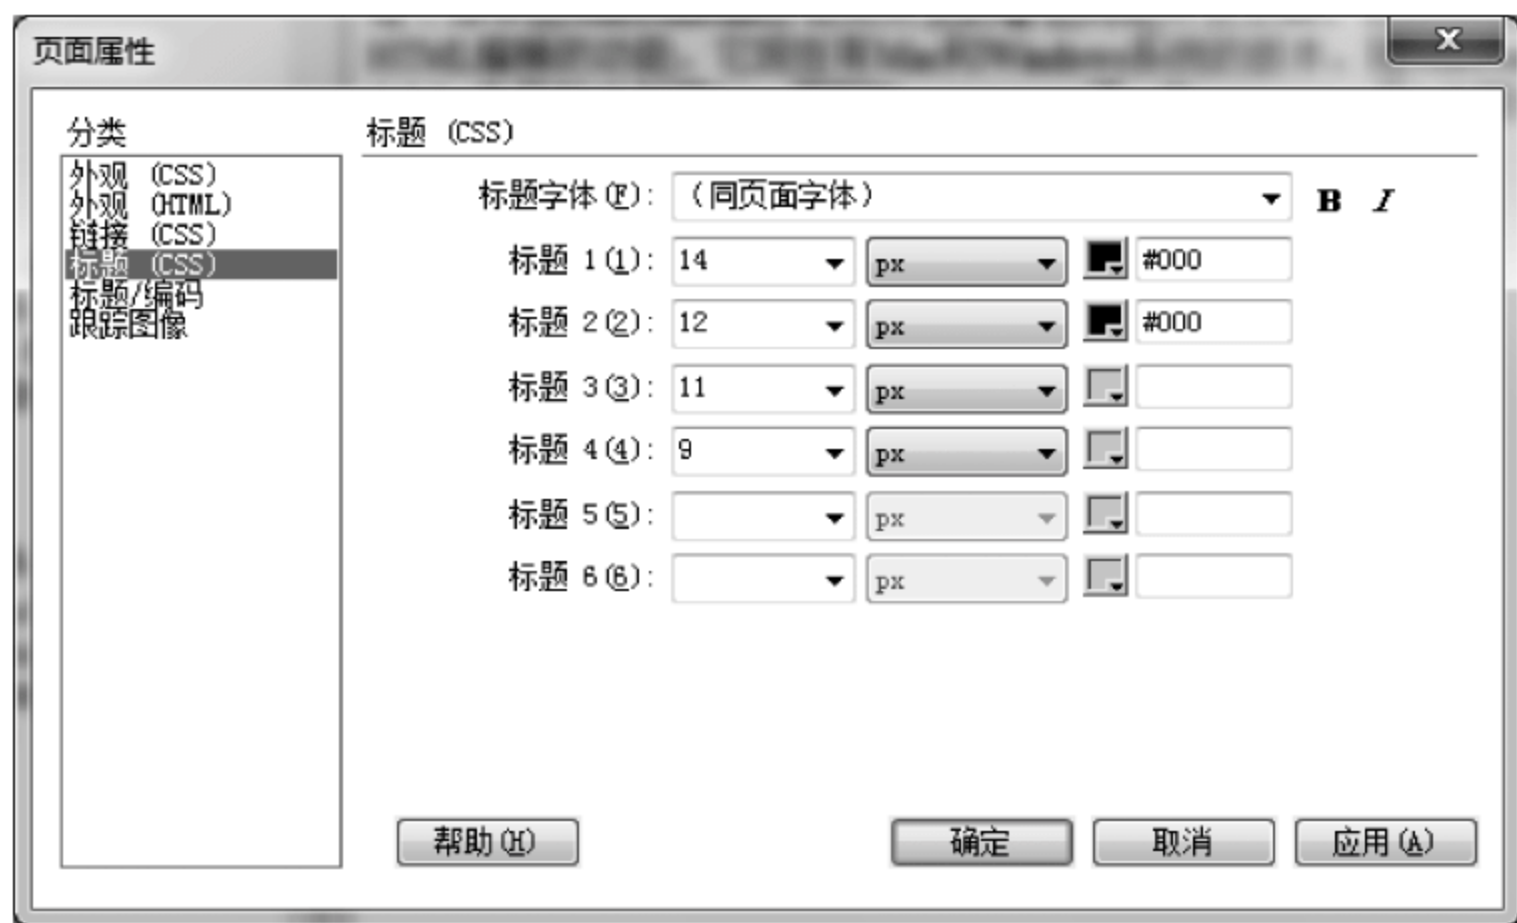 页面属性
分类
外观 (CSS)
外观 (HTML)
链接 (CSS)
标题 (CSS)
标题/编码
跟踪图像
标题 (CSS)
标题字体(F): (同页面字体) B I
标题 1(1): 14 px #000
标题 2(2): 12 px #000
标题 3(3): 11 px
标题 4(4): 9 px
标题 5(5): px
标题 6(6): px
帮助(H) 确定 取消 应用(A)